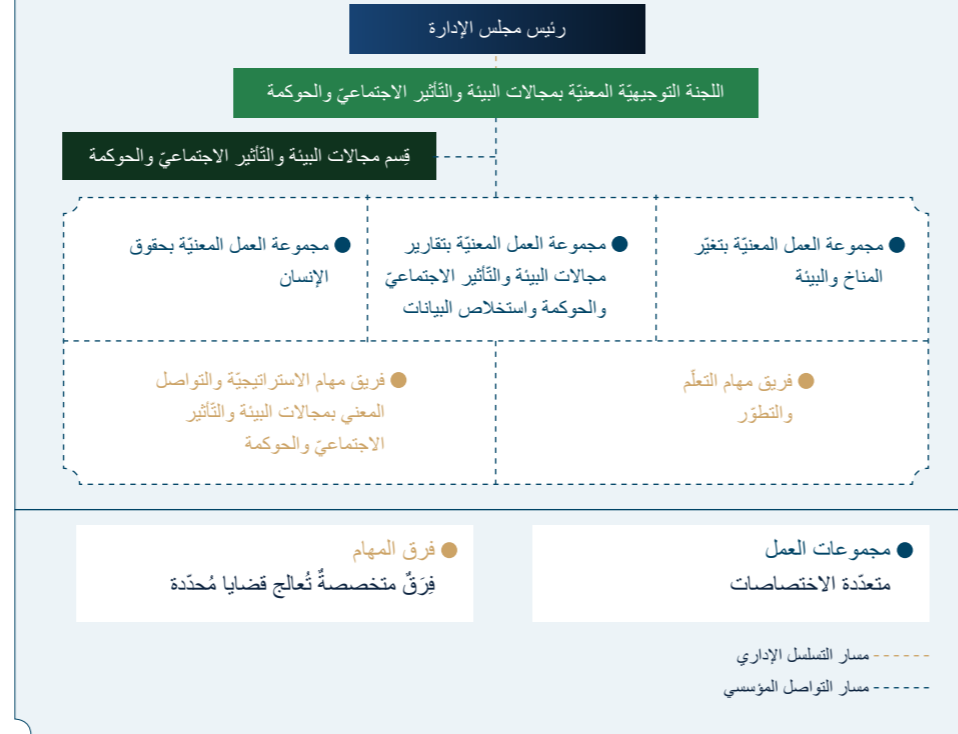 رئيس مجلس الإدارة
اللجنة التوجيهيّة المعنيّة بمجالات البيئة والتّأثير الاجتماعيّ والحوكمة
قِسم مجالات البيئة والتّأثير الاجتماعيّ والحوكمة
مجموعة العمل المعنيّة بتغيّر
المناخ والبيئة
مجموعة العمل المعنيّة بتقارير
مجالات البيئة والتّأثير الاجتماعيّ
والحوكمة واستخلاص البيانات
مجموعة العمل المعنيّة بحقوق
الإنسان
فريق مهام التعلّم
والتطوّر
فريق مهام الاستراتيجيّة والتواصل
المعني بمجالات البيئة والتّأثير
الاجتماعيّ والحوكمة
مجموعات العمل
متعدّدة الاختصاصات
فرق المهام
فِرَقٌ متخصصةٌ تُعالج قضايا مُحدّدة
مسار التسلسل الإداري
مسار التواصل المؤسسي